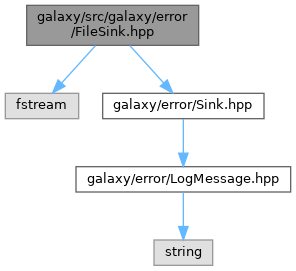 galaxy/src/galaxy/error
/FileSink.hpp
fstream
galaxy/error/Sink.hpp
galaxy/error/LogMessage.hpp
string